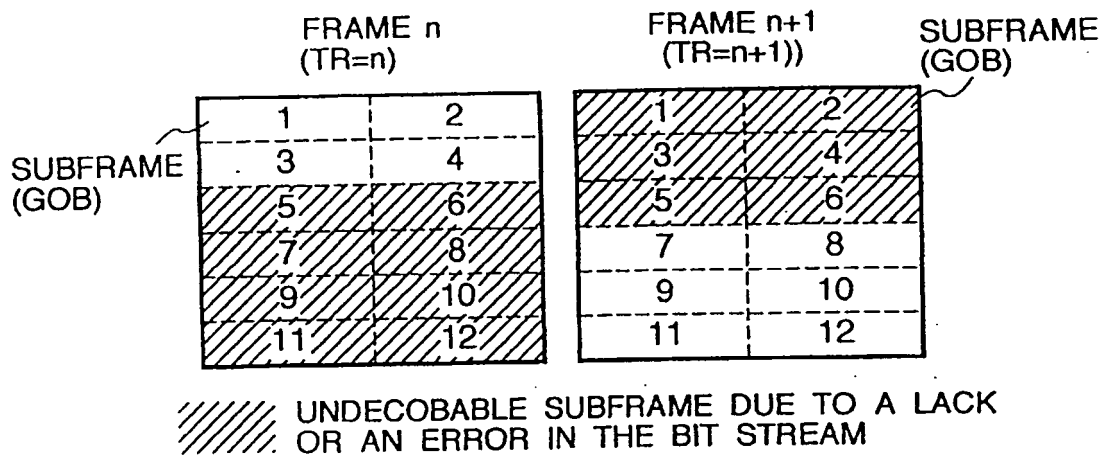 FRAME n
(TR=n)
FRAME n+1
(TR=n+1))
SUBFRAME
(GOB)
SUBFRAME
(GOB)
1 2
3 4
5 6
7 8
9 10
11 12
1 2
3 4
5 6
7 8
9 10
11 12
UNDECOBABLE SUBFRAME DUE TO A LACK
OR AN ERROR IN THE BIT STREAM